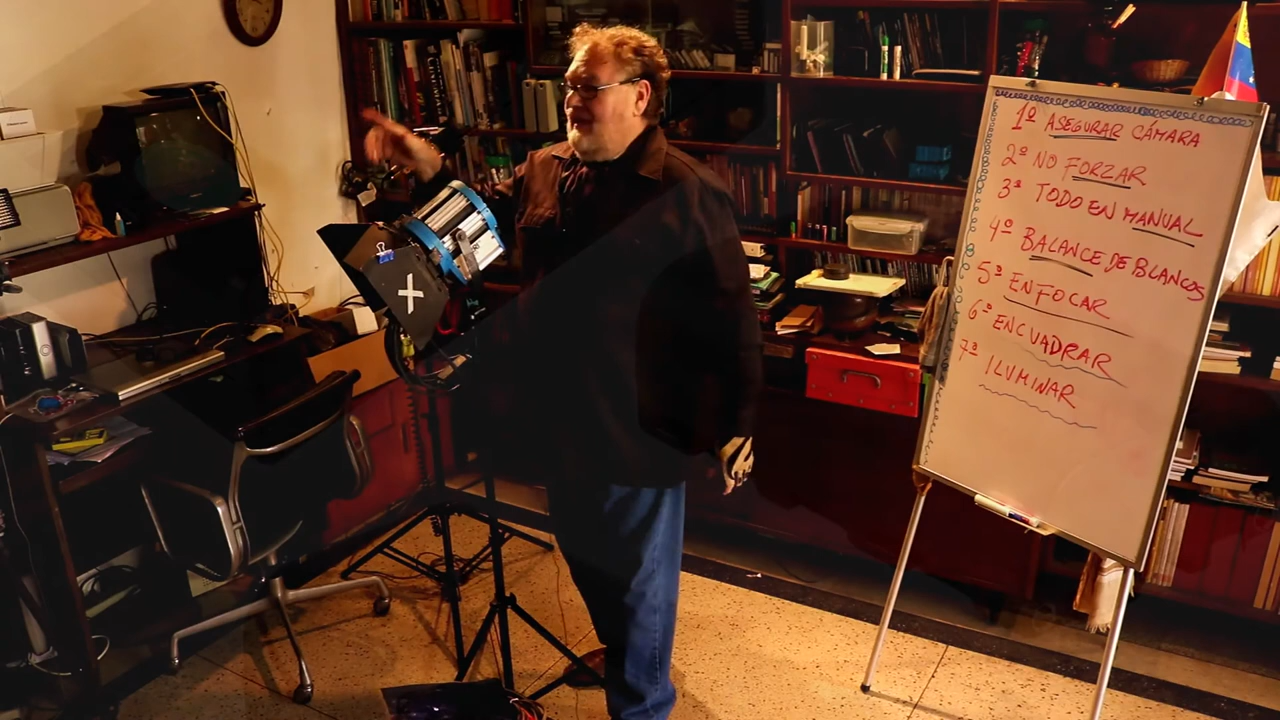 1º ASEGURAR CÁMARA
2º NO FORZAR
3º TODO EN MANUAL
4º BALANCE DE BLANCOS
5º ENFOCAR
6º ENCUADRAR
7º ILUMINAR
X